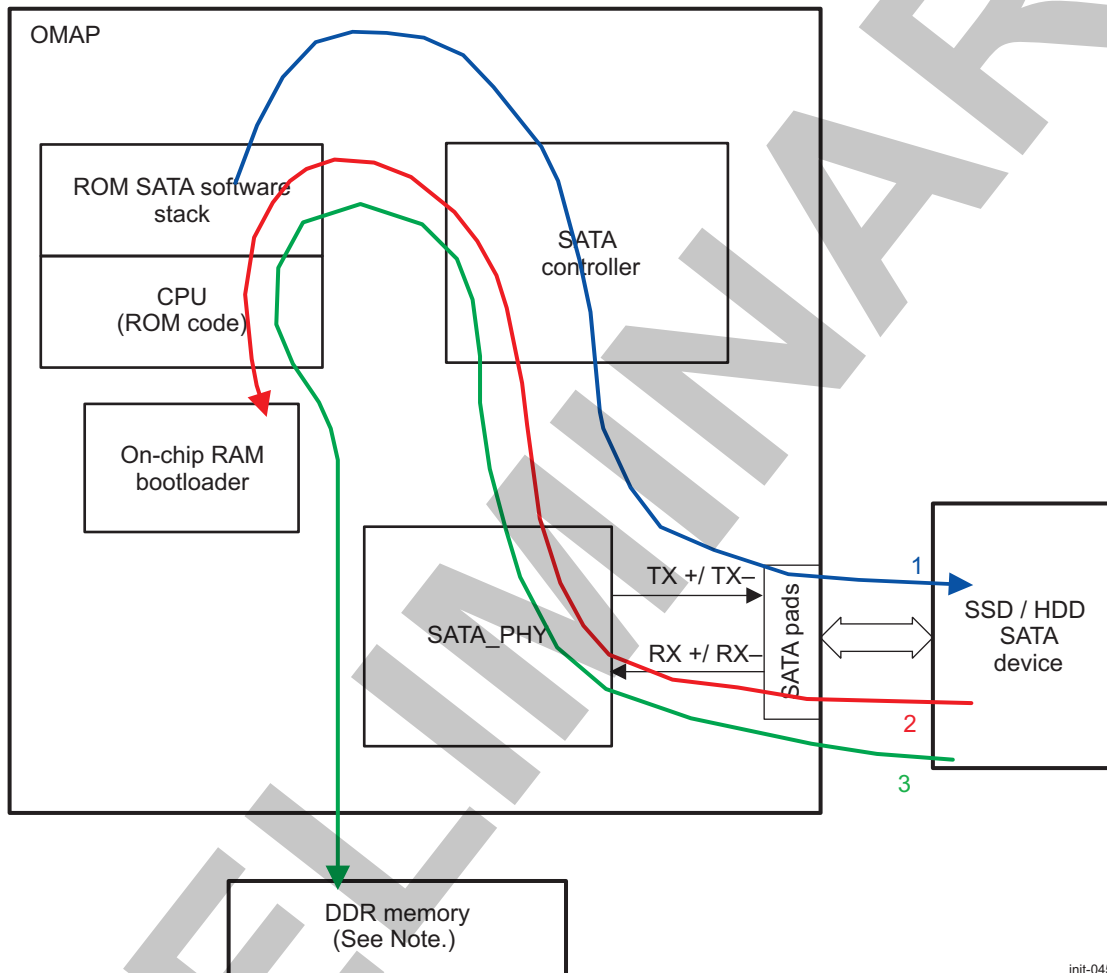 OMAP
ROM SATA software
stack
SATA
controller
CPU
(ROM code)
On-chip RAM
bootloader
TX +/ TX–
SATA_PHY
RX +/ RX–
SATA pads
1
SSD / HDD
SATA
device
2
3
DDR memory
(See Note.)